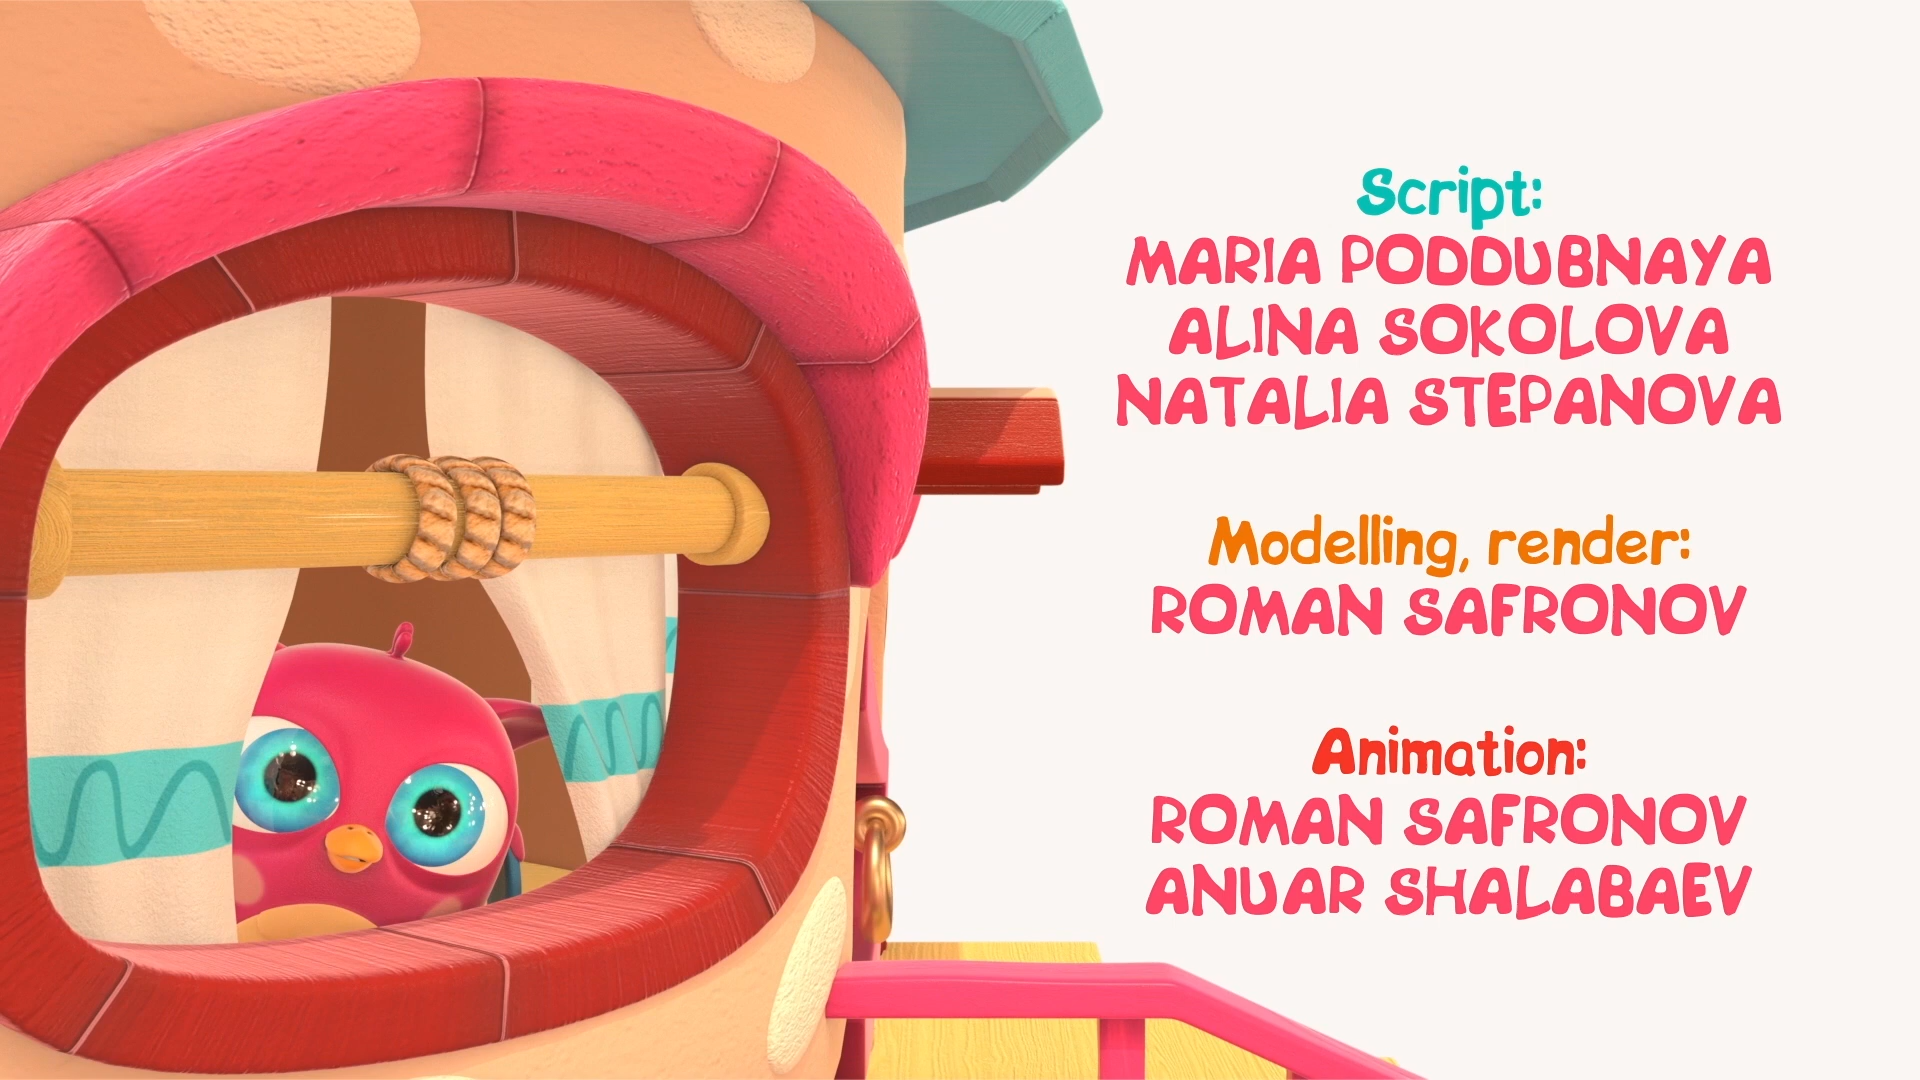 Script:
MARIA PODDUBNAYA
ALINA SOKOLOVA
NATALIA STEPANOVA
Modelling, render:
ROMAN SAFRONOV
Animation:
ROMAN SAFRONOV
ANUAR SHALABAEV